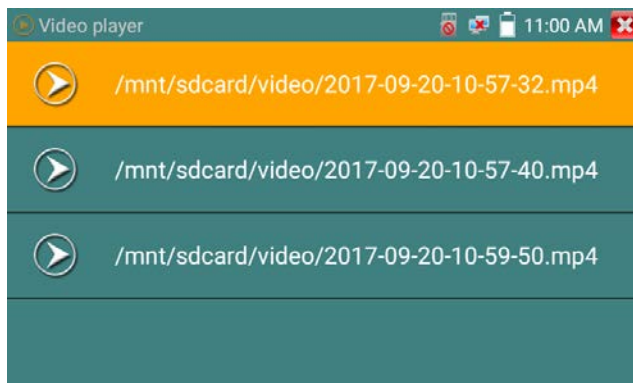 Video player 11:00 AM
/mnt/sdcard/video/2017-09-20-10-57-32.mp4
/mnt/sdcard/video/2017-09-20-10-57-40.mp4
/mnt/sdcard/video/2017-09-20-10-59-50.mp4